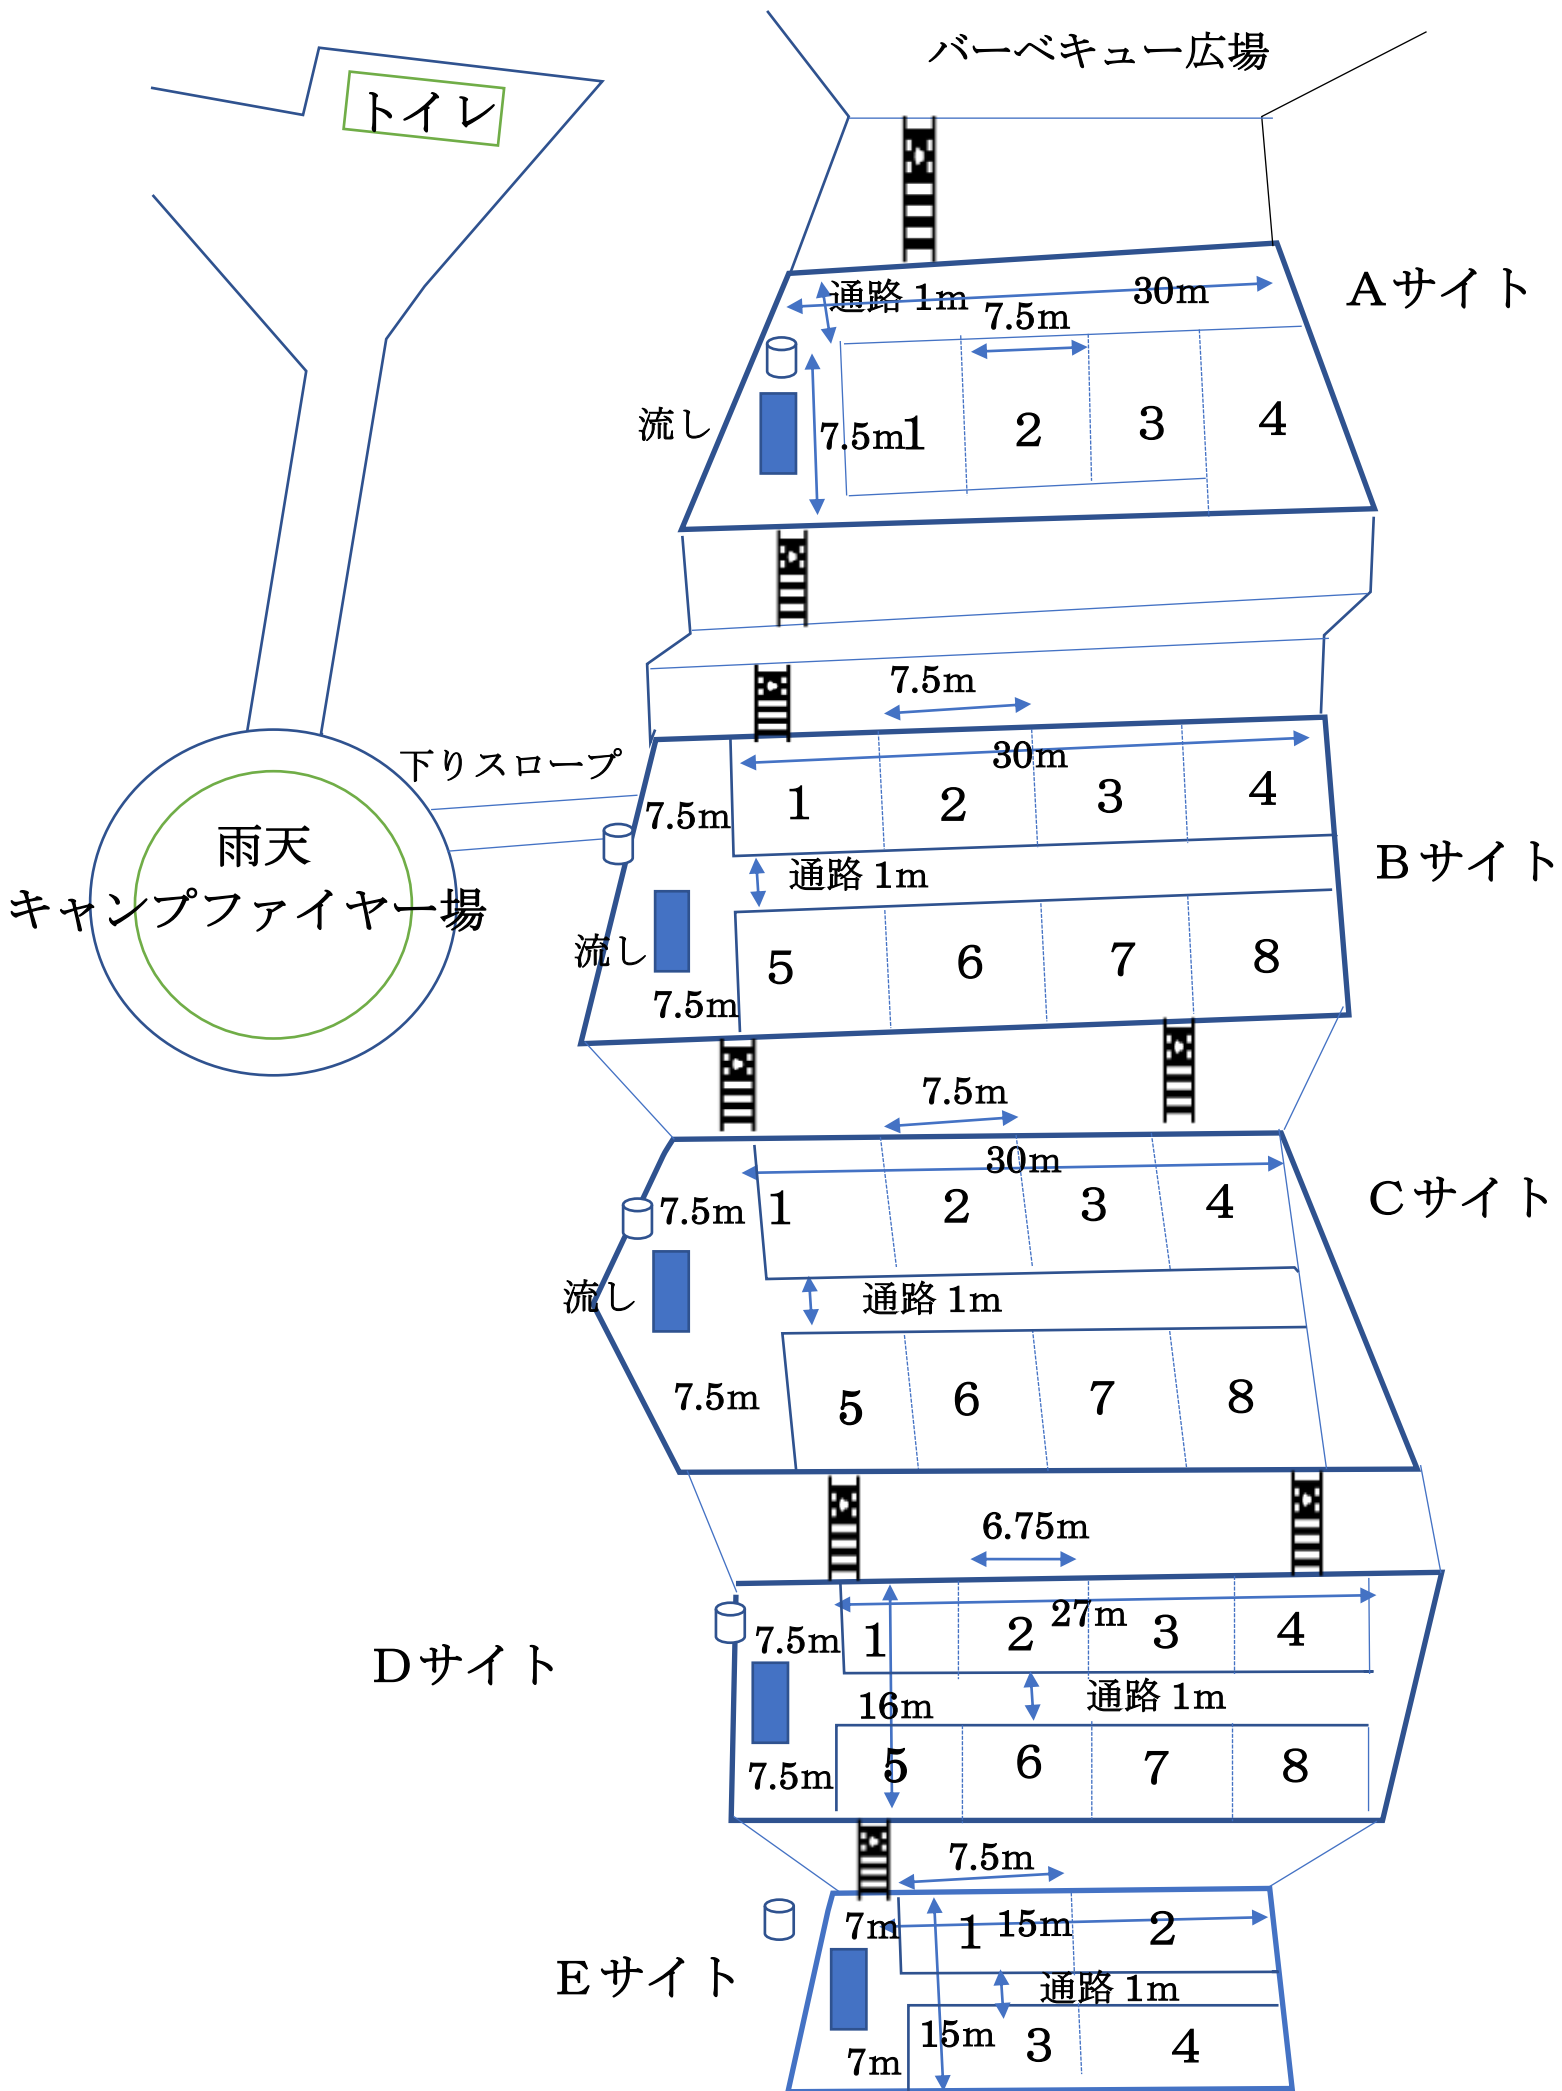 バーベキュー広場
トイレ
Aサイト
通路 1m
30m
7.5m
流し
7.5m
1
2
3
4
7.5m
30m
下りスロープ
7.5m
1
2
3
4
雨天
キャンプファイヤー場
通路 1m
Bサイト
流し
5
6
7
8
7.5m
7.5m
30m
Cサイト
7.5m
1
2
3
4
流し
通路 1m
7.5m
5
6
7
8
6.75m
27m
Dサイト
7.5m
1
2
3
4
16m
通路 1m
7.5m
5
6
7
8
7.5m
7m
1
15m
2
Eサイト
通路 1m
15m
7m
3
4